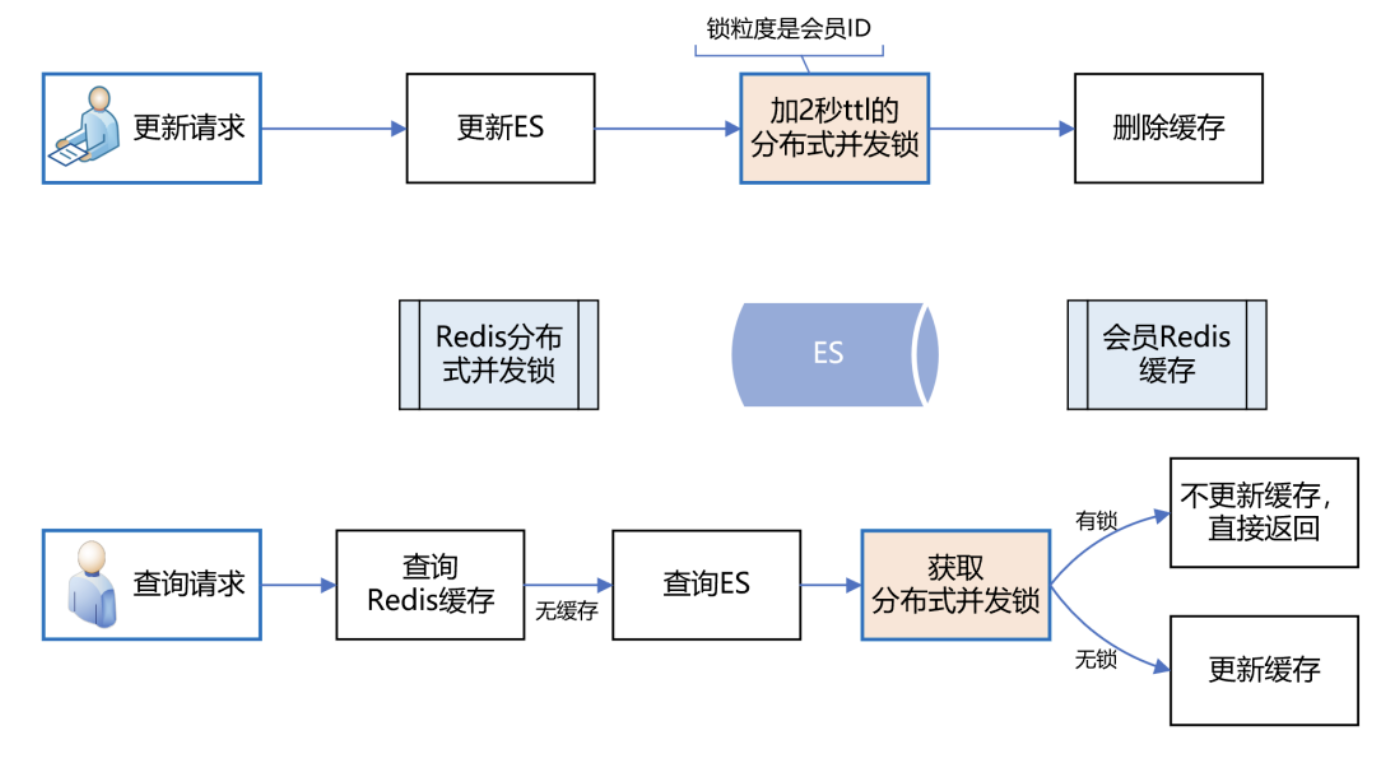 锁粒度是会员ID
更新请求
更新ES
加2秒ttl的
分布式并发锁
删除缓存
Redis分布
式并发锁
ES
会员Redis
缓存
查询请求
查询
Redis缓存
无缓存
查询ES
获取
分布式并发锁
有锁
不更新缓存，
直接返回
无锁
更新缓存